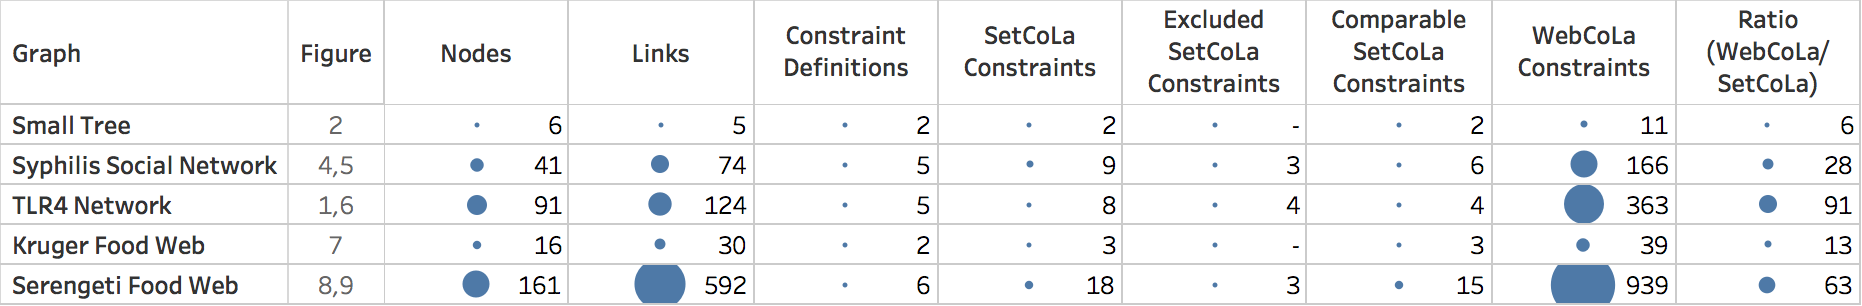 Graph Figure Nodes Links Constraint Definitions SetCoLa Constraints Excluded SetCoLa Constraints Comparable SetCoLa Constraints WebCoLa Constraints Ratio (WebCoLa/ SetCoLa)
Small Tree 2 6 5 2 2 - 2 11 6
Syphilis Social Network 4,5 41 74 5 9 3 6 166 28
TLR4 Network 1,6 91 124 5 8 4 4 363 91
Kruger Food Web 7 16 30 2 3 - 3 39 13
Serengeti Food Web 8,9 161 592 6 18 3 15 939 63